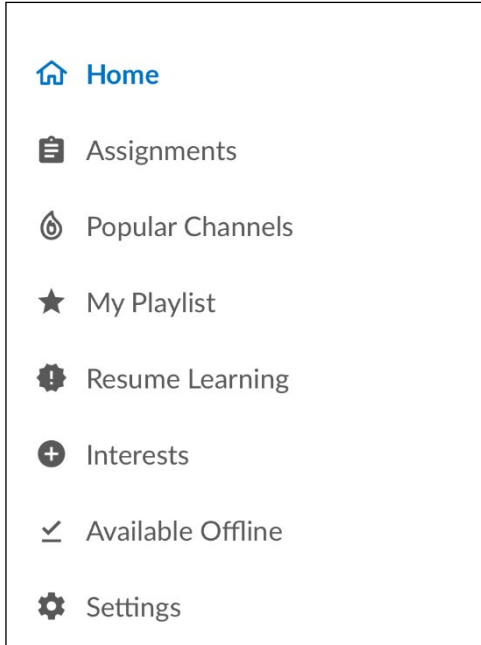 Home
Assignments
Popular Channels
My Playlist
Resume Learning
Interests
Available Offline
Settings